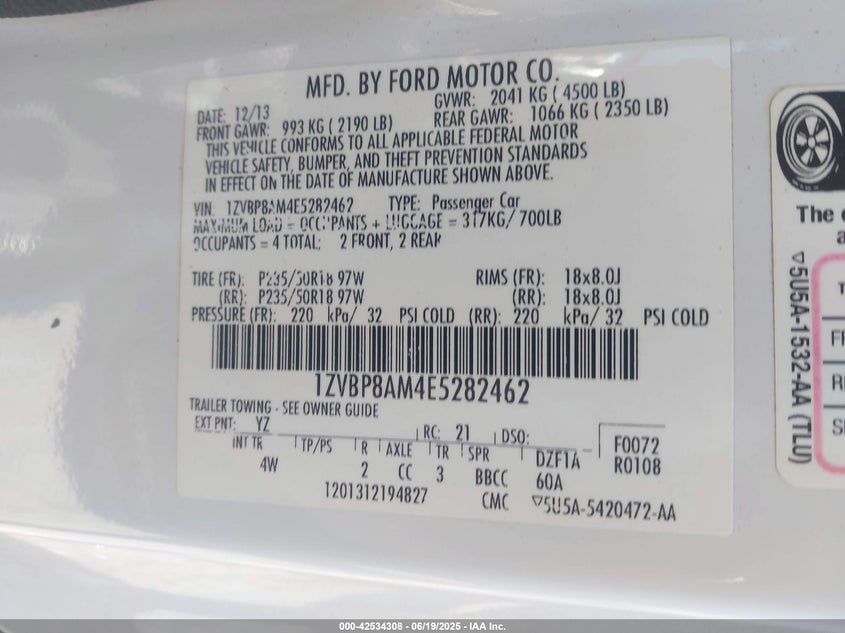 MFD. BY FORD MOTOR CO.
DATE: 12/13 GVWR: 2041 KG ( 4500 LB)
FRONT GAWR: 993 KG ( 2190 LB) REAR GAWR: 1066 KG ( 2350 LB)
THIS VEHICLE CONFORMS TO ALL APPLICABLE FEDERAL MOTOR
VEHICLE SAFETY, BUMPER, AND THEFT PREVENTION STANDARDS
IN EFFECT ON THE DATE OF MANUFACTURE SHOWN ABOVE.
VIN: 1ZVBP8AM4E5282462 TYPE: Passenger Car
MAXIMUM LOAD = OCCUPANTS + LUGGAGE = 317KG/ 700LB
OCCUPANTS = 4 TOTAL: 2 FRONT, 2 REAR
TIRE (FR): P235/50R18 97W RIMS (FR): 18x8.0J
(RR): P235/50R18 97W (RR): 18x8.0J
PRESSURE (FR): 220 kPa/ 32 PSI COLD (RR): 220 kPa/ 32 PSI COLD
1ZVBP8AM4E5282462
TRAILER TOWING - SEE OWNER GUIDE
EXT PNT: YZ RC: 21 DSO: F0072
INT TR TP/PS R AXLE TR SPR DZF1A R0108
4W 2 CC 3 BBCC 60A
1201312194827 CMC ▽5U5A-5420472-AA
The
▽5U5A-1532-AA (TLU)
000-42534308 - 06/19/2025 - IAA Inc.